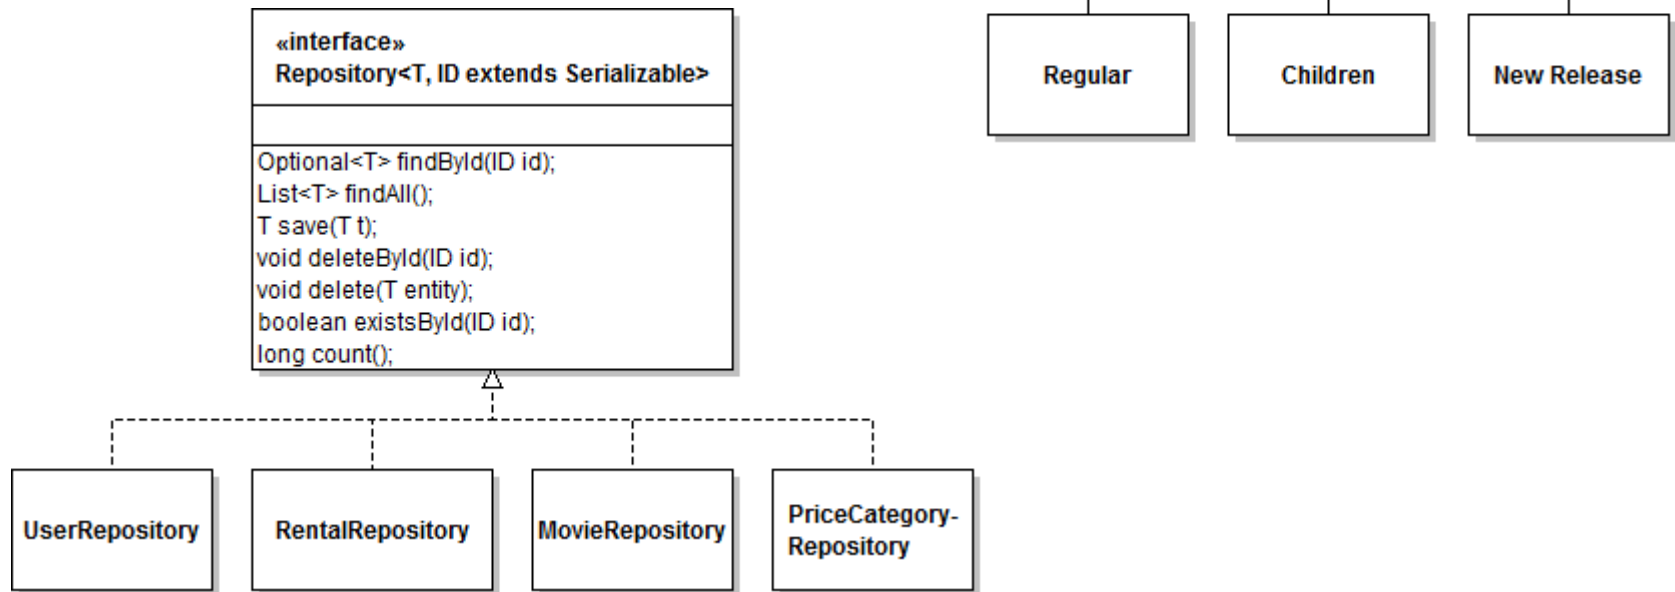 «interface»
Repository<T, ID extends Serializable>
Optional<T> findById(ID id);
List<T> findAll();
T save(T t);
void deleteById(ID id);
void delete(T entity);
boolean existsById(ID id);
long count();
Regular
Children
New Release
UserRepository
RentalRepository
MovieRepository
PriceCategory-
Repository